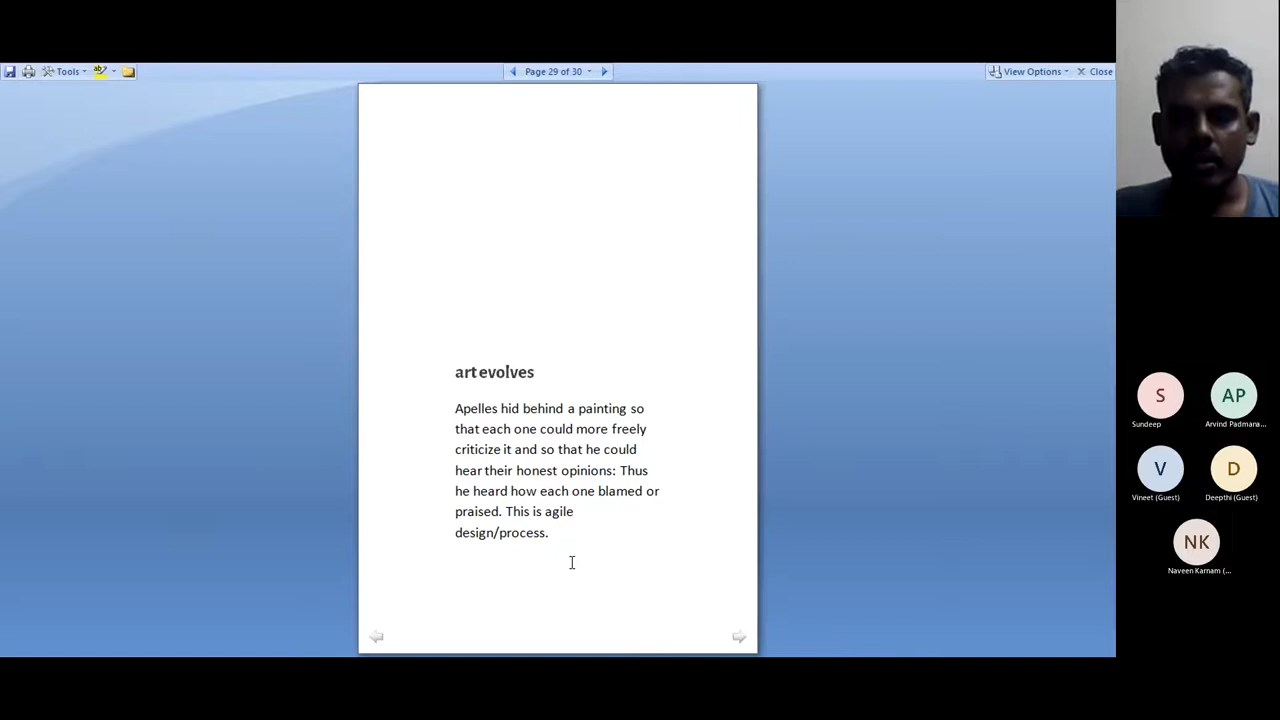 Tools
Page 29 of 30
View Options
Close
art evolves
Apelles hid behind a painting so
that each one could more freely
criticize it and so that he could
hear their honest opinions: Thus
he heard how each one blamed or
praised. This is agile
design/process.
S
AP
Sundeep
Arvind Padmana...
V
D
Vineet (Guest)
Deepthi (Guest)
NK
Naveen Karnam (...